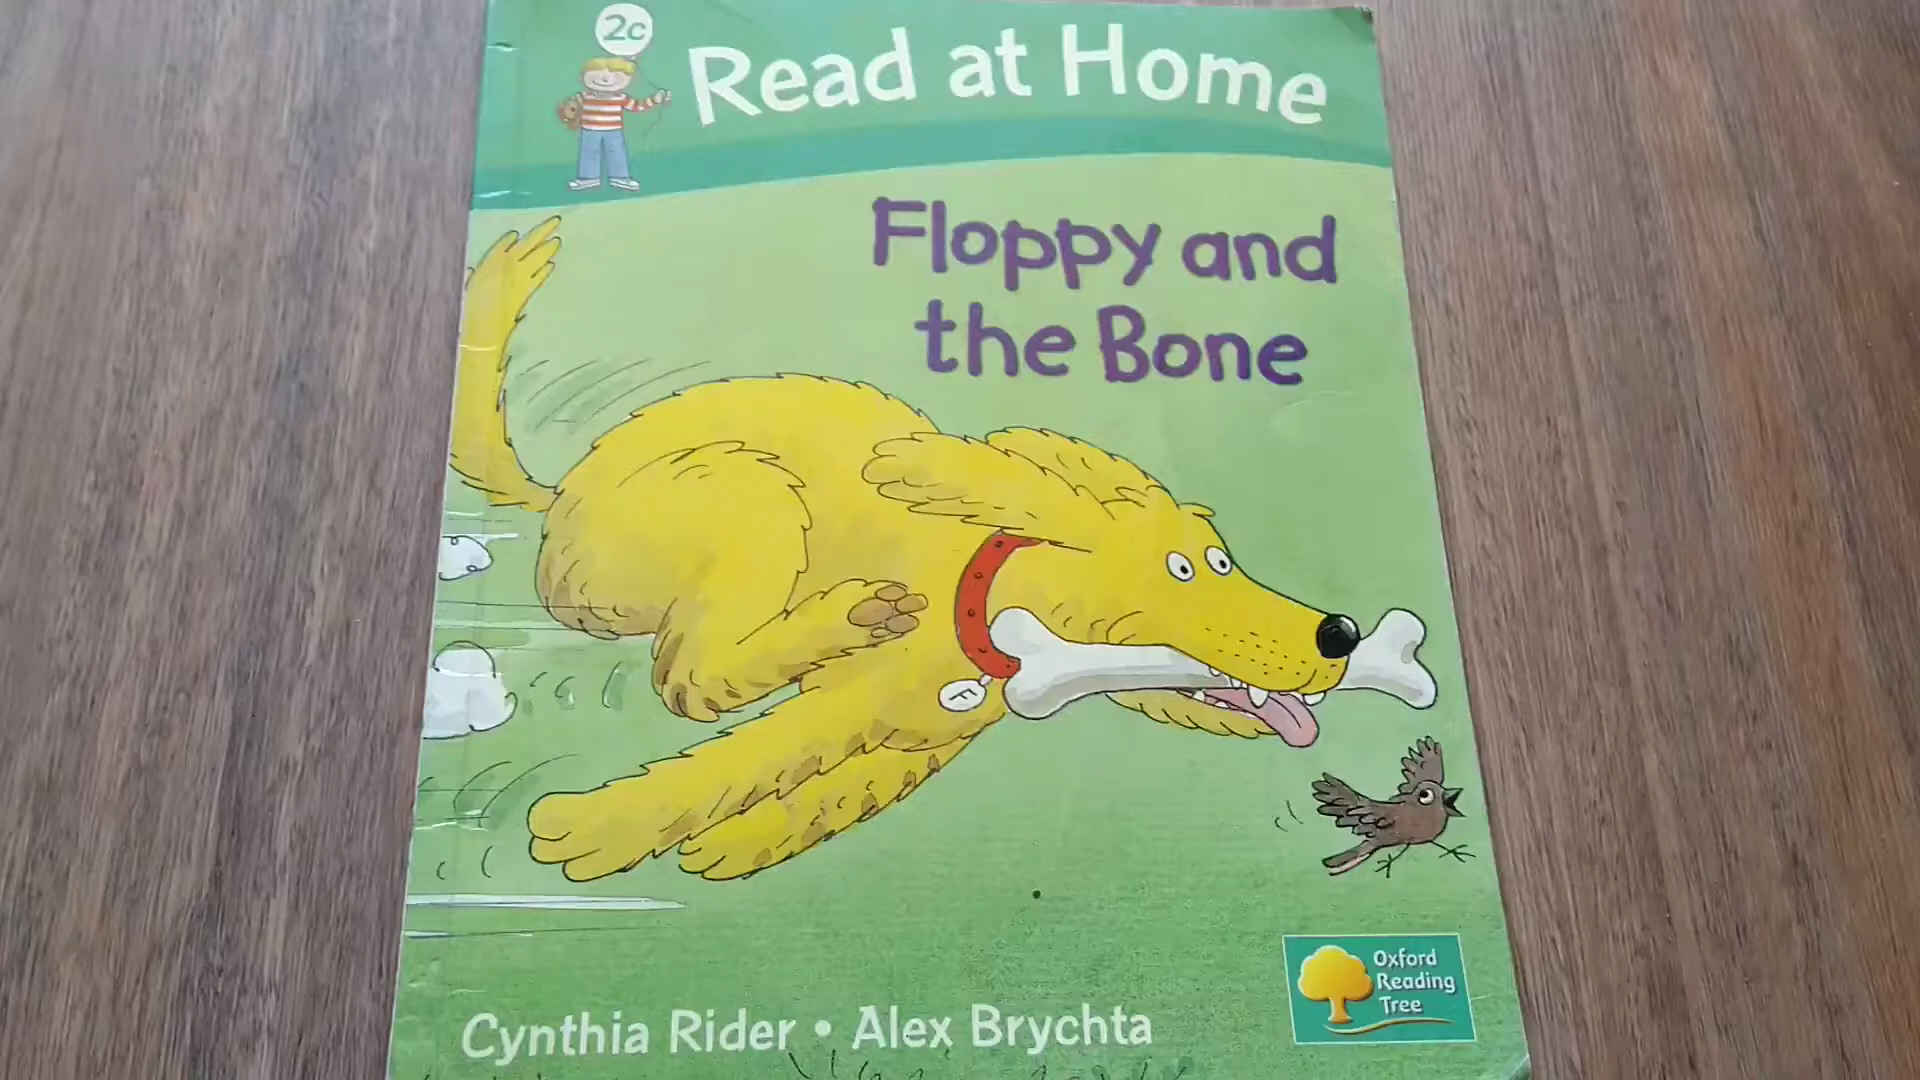 2c
Read at Home
Floppy and
the Bone
F
Oxford
Reading
Tree
Cynthia Rider • Alex Brychta